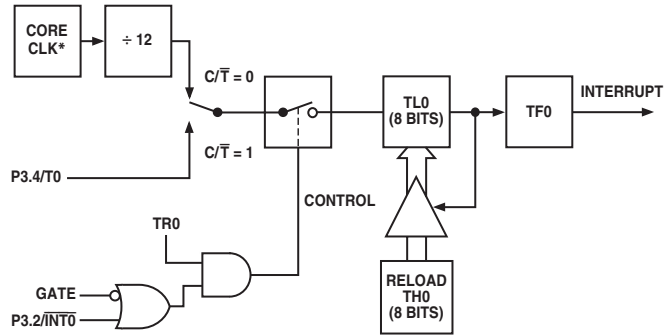 CORE
CLK*
÷ 12
C/T̅ = 0
C/T̅ = 1
P3.4/T0
TL0
(8 BITS)
TF0
INTERRUPT
CONTROL
TR0
GATE
P3.2/I̅N̅T̅0̅
RELOAD
TH0
(8 BITS)